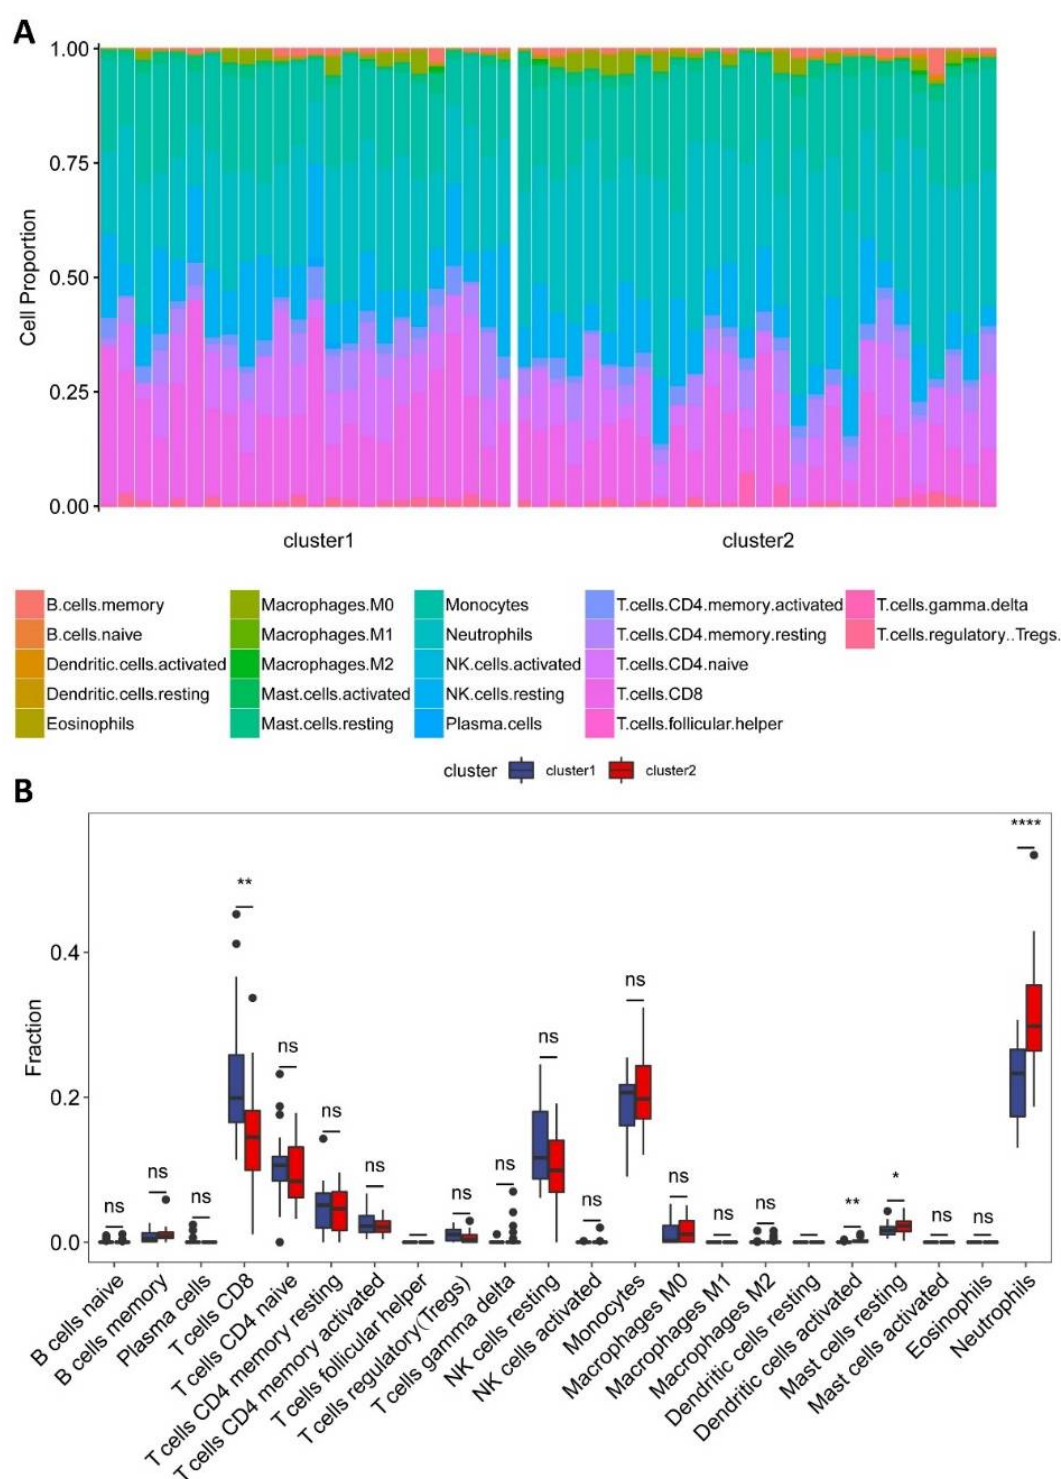 A
1.00
0.75
0.50
0.25
0.00
Cell Proportion
cluster1 cluster2
B.cells.memory Macrophages.M0 Monocytes T.cells.CD4.memory.activated T.cells.gamma.delta
B.cells.naive Macrophages.M1 Neutrophils T.cells.CD4.memory.resting T.cells.regulatory..Tregs.
Dendritic.cells.activated Macrophages.M2 NK.cells.activated T.cells.CD4.naive
Dendritic.cells.resting Mast.cells.activated NK.cells.resting T.cells.CD8
Eosinophils Mast.cells.resting Plasma.cells T.cells.follicular.helper
cluster cluster1 cluster2
B
Fraction
0.4
0.2
0.0
ns
ns
ns
**
ns
ns
ns
ns
ns
ns
ns
ns
ns
ns
**
*
ns
ns
****
B cells naive
B cells memory
Plasma cells
T cells CD8
T cells CD4 naive
T cells CD4 memory resting
T cells CD4 memory activated
T cells follicular helper
T cells regulatory(Tregs)
T cells gamma delta
NK cells resting
NK cells activated
Monocytes
Macrophages M0
Macrophages M1
Macrophages M2
Dendritic cells resting
Dendritic cells activated
Mast cells resting
Mast cells activated
Eosinophils
Neutrophils